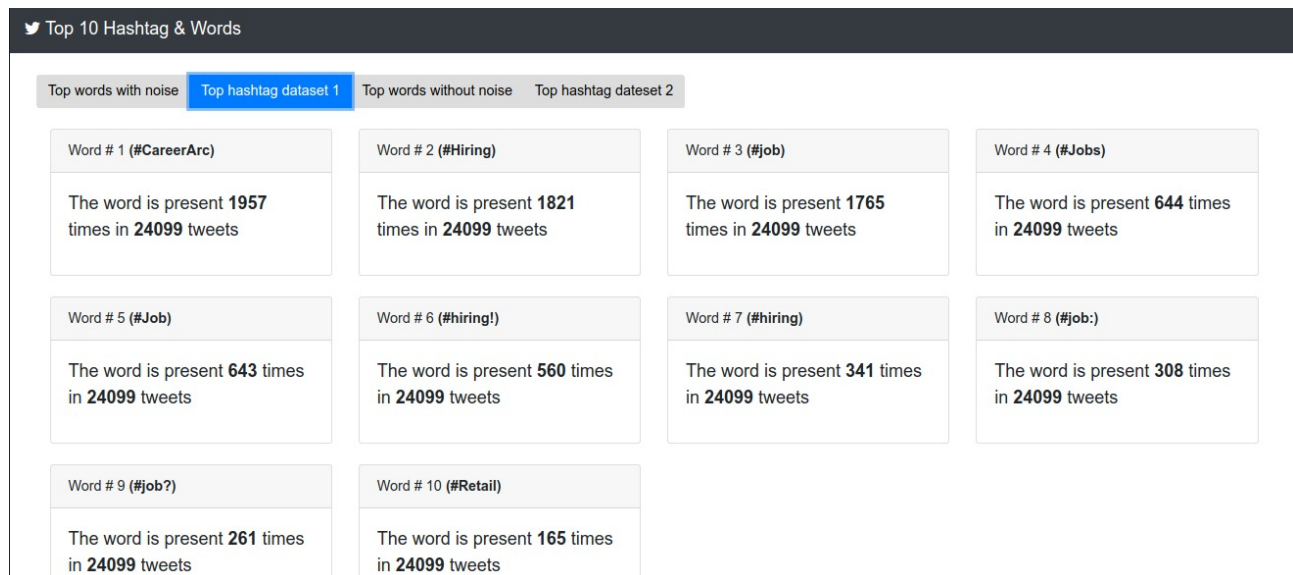 Top 10 Hashtag & Words
Top words with noise Top hashtag dataset 1 Top words without noise Top hashtag dateset 2
Word # 1 (#CareerArc)
The word is present 1957
times in 24099 tweets
Word # 2 (#Hiring)
The word is present 1821
times in 24099 tweets
Word # 3 (#job)
The word is present 1765
times in 24099 tweets
Word # 4 (#Jobs)
The word is present 644 times
in 24099 tweets
Word # 5 (#Job)
The word is present 643 times
in 24099 tweets
Word # 6 (#hiring!)
The word is present 560 times
in 24099 tweets
Word # 7 (#hiring)
The word is present 341 times
in 24099 tweets
Word # 8 (#job:)
The word is present 308 times
in 24099 tweets
Word # 9 (#job?)
The word is present 261 times
in 24099 tweets
Word # 10 (#Retail)
The word is present 165 times
in 24099 tweets